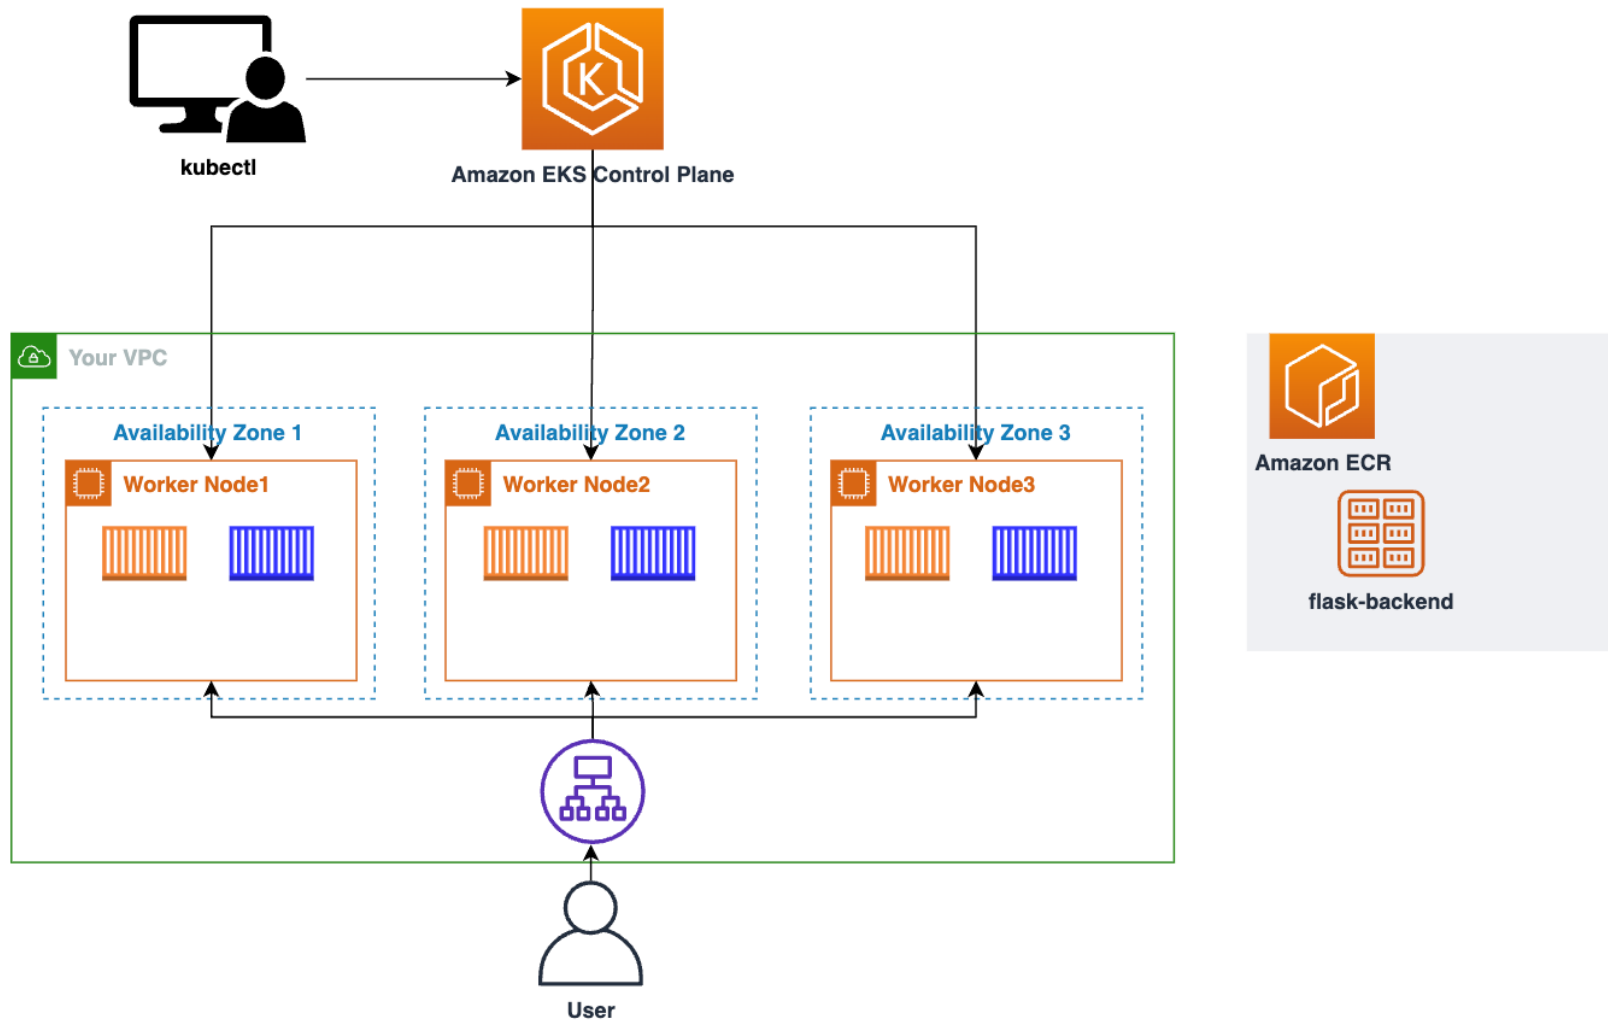 kubectl
K
Amazon EKS Control Plane
Your VPC
Availability Zone 1
Availability Zone 2
Availability Zone 3
Worker Node1
Worker Node2
Worker Node3
Amazon ECR
flask-backend
User